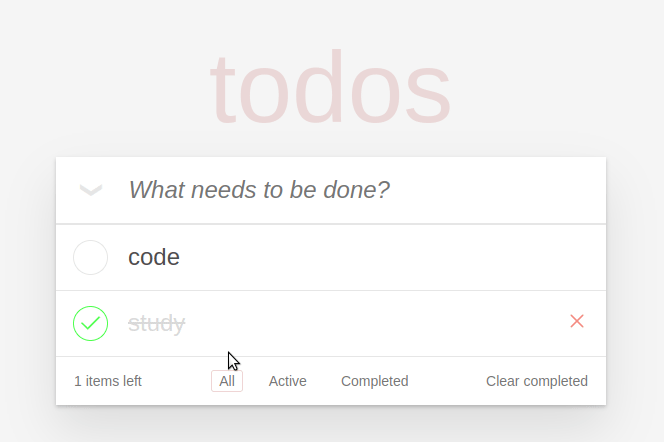 todos
What needs to be done?
code
study
1 items left All Active Completed Clear completed